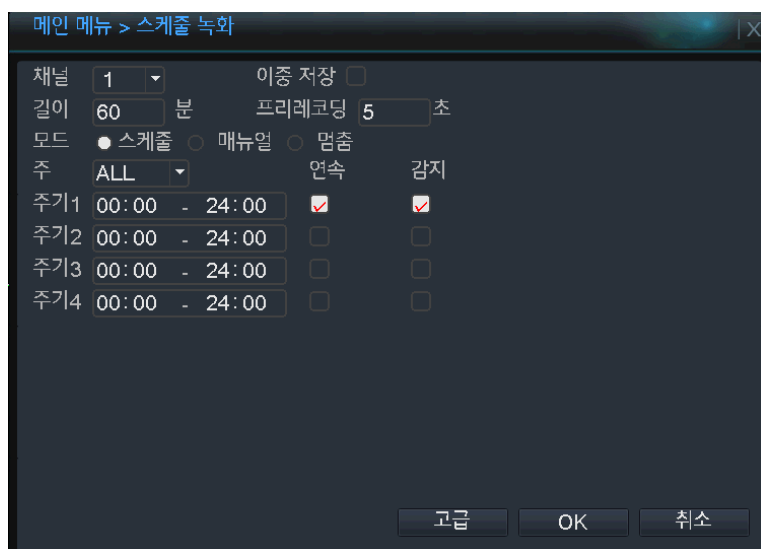 메인 메뉴 > 스케줄 녹화 X
채널 1 이중 저장
길이 60 분 프리레코딩 5 초
모드 스케줄 매뉴얼 멈춤
주 ALL 연속 감지
주기1 00:00 - 24:00
주기2 00:00 - 24:00
주기3 00:00 - 24:00
주기4 00:00 - 24:00
고급 OK 취소